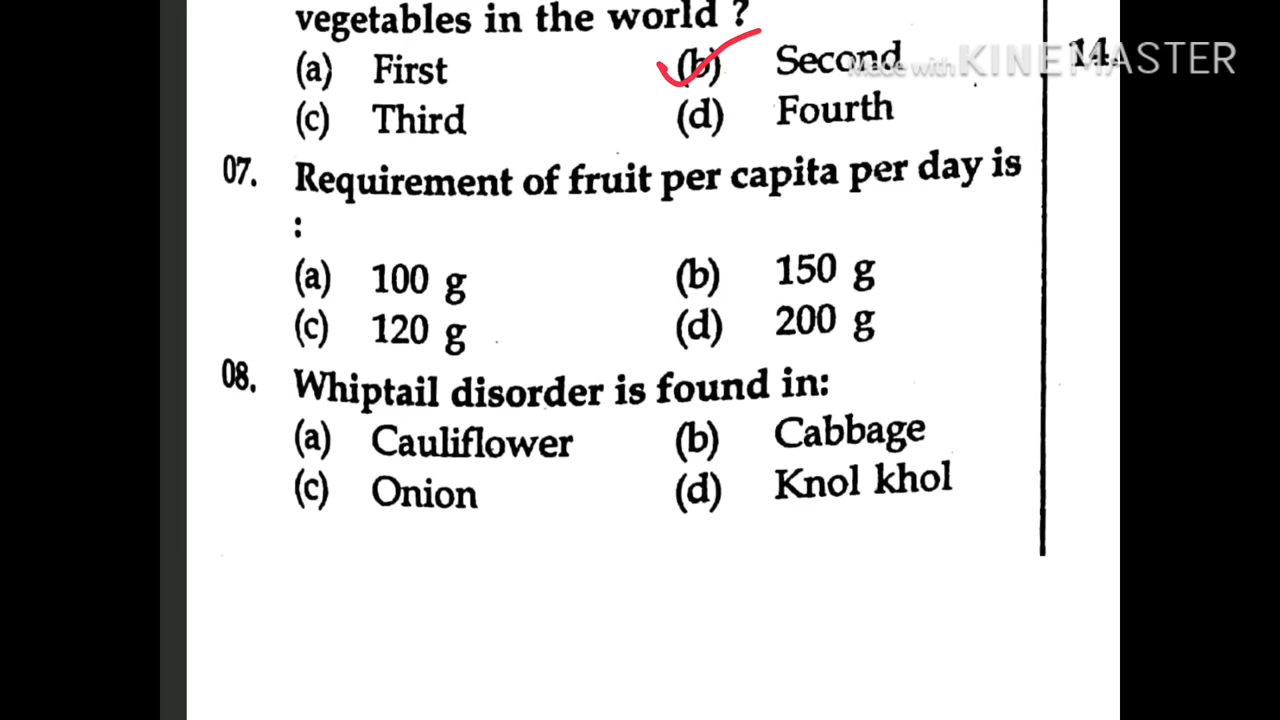 vegetables in the world ?
(a) First (b) Second
(c) Third (d) Fourth
07. Requirement of fruit per capita per day is
:
(a) 100 g (b) 150 g
(c) 120 g (d) 200 g
08. Whiptail disorder is found in:
(a) Cauliflower (b) Cabbage
(c) Onion (d) Knol khol
14.
Made with KINEMASTER